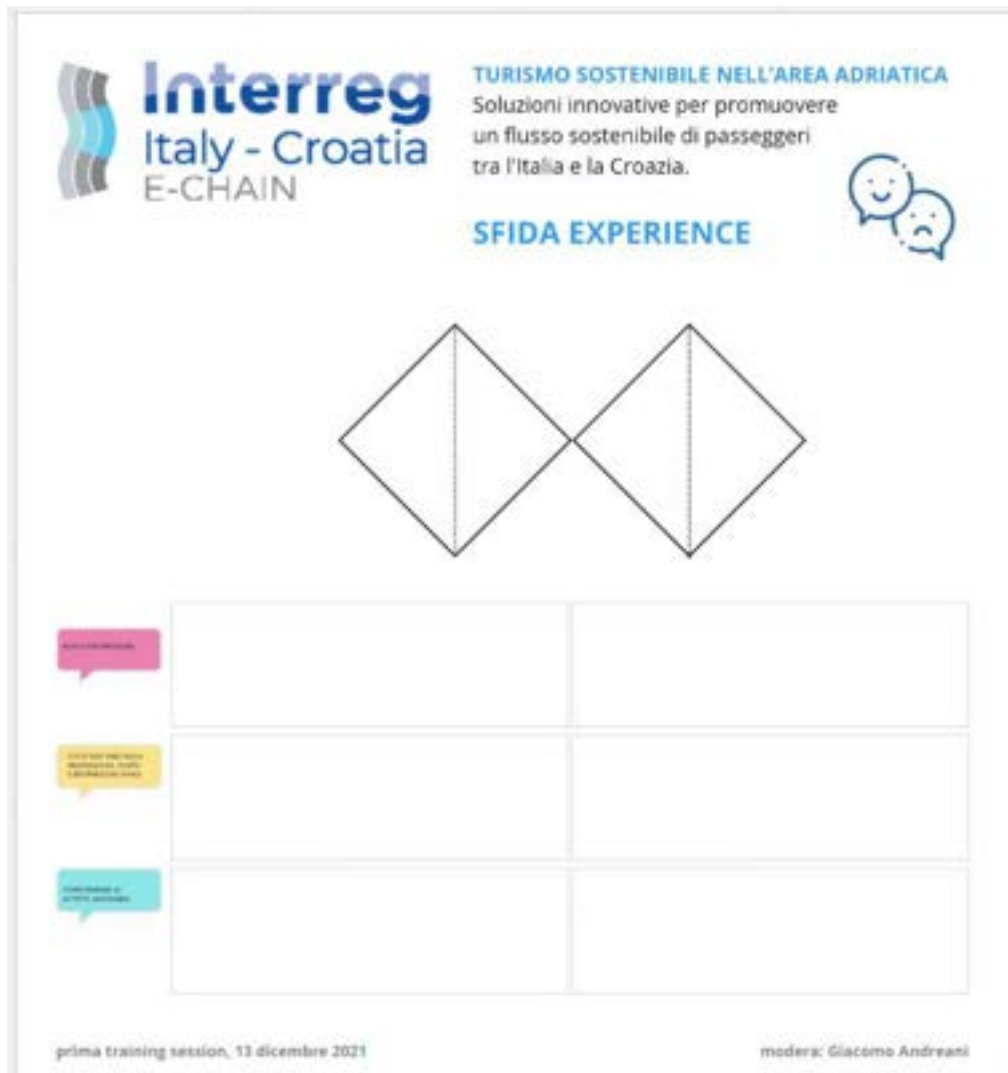 Interreg
Italy - Croatia
E-CHAIN
TURISMO SOSTENIBILE NELL'AREA ADRIATICA
Soluzioni innovative per promuovere
un flusso sostenibile di passeggeri
tra l'Italia e la Croazia.
SFIDA EXPERIENCE
prima training session, 13 dicembre 2021
modera: Giacomo Andreani